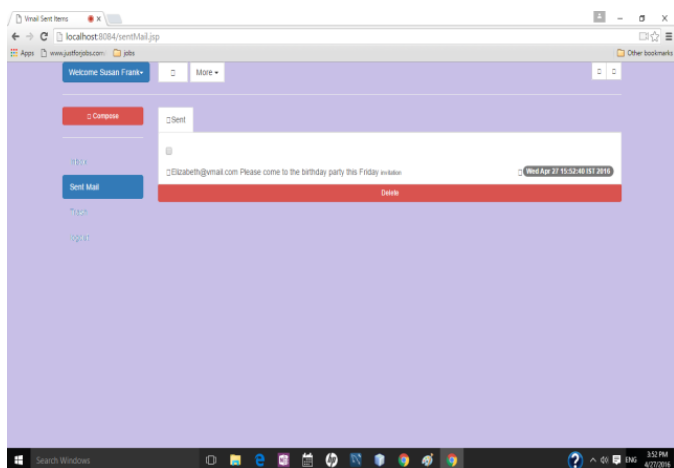 Vmail Sent Items
localhost:8084/sentMail.jsp
Apps www.justforjobs.com jobs Other bookmarks
Welcome Susan Frank More
Compose
Sent
Inbox
Elizabeth@vmail.com Please come to the birthday party this Friday invitation Wed Apr 27 15:52:40 IST 2016
Sent Mail
Delete
Trash
logout
Search Windows
ENG
3:52 PM
4/27/2016